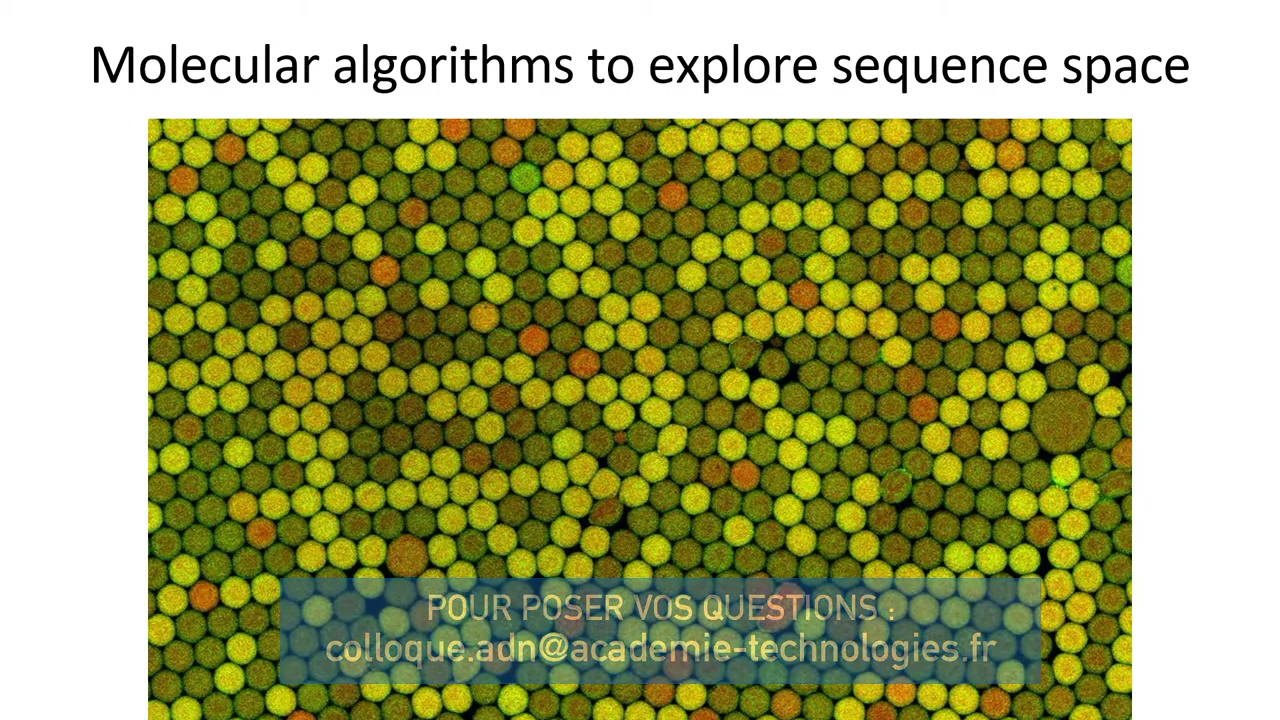 Molecular algorithms to explore sequence space
POUR POSER VOS QUESTIONS :
colloque.adn@academie-technologies.fr